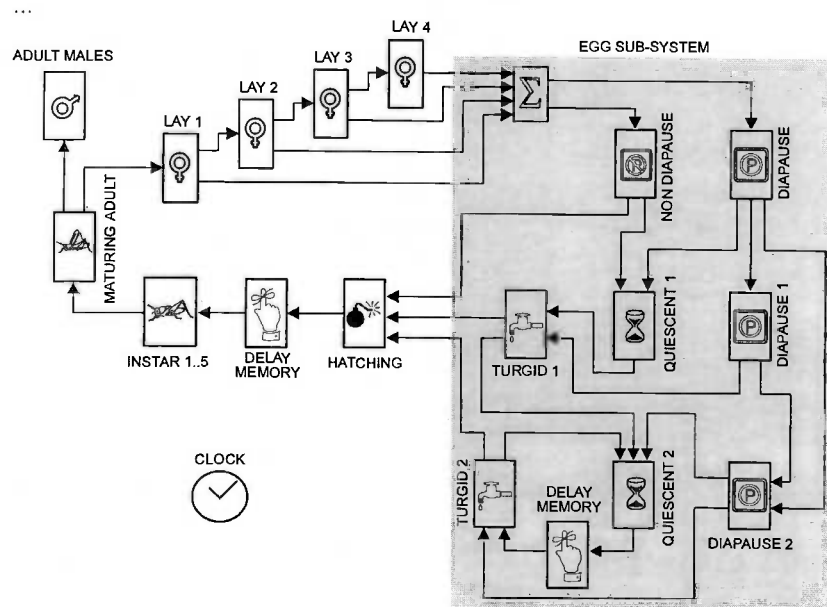 ...
ADULT MALES
LAY 1
LAY 2
LAY 3
LAY 4
EGG SUB-SYSTEM
Σ
MATURING ADULT
NON DIAPAUSE
R
DIAPAUSE
P
INSTAR 1..5
DELAY
MEMORY
HATCHING
TURGID 1
QUIESCENT 1
DIAPAUSE 1
P
CLOCK
TURGID 2
DELAY
MEMORY
QUIESCENT 2
DIAPAUSE 2
P